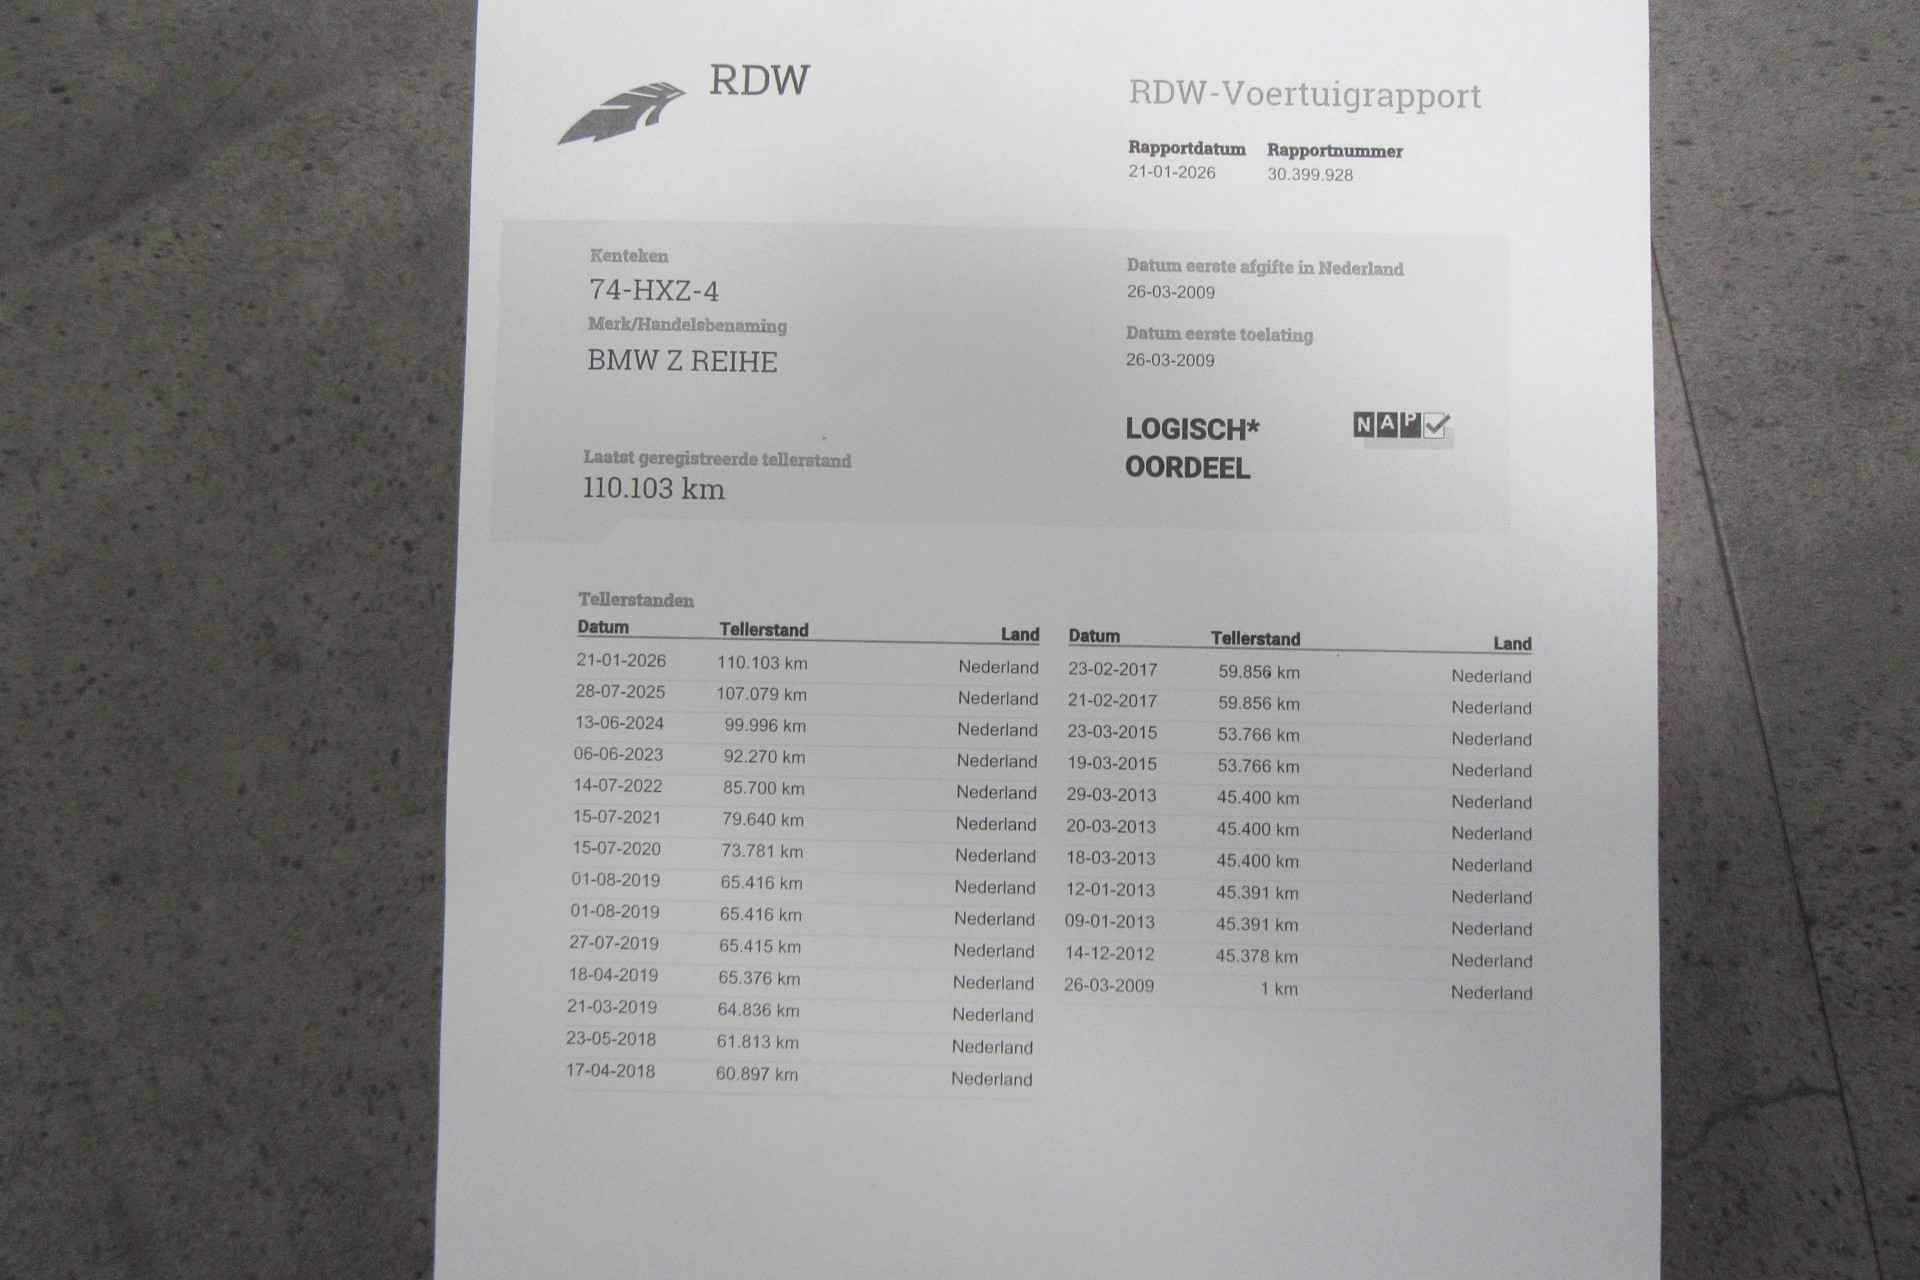 RDW
RDW-Voertuigrapport
Rapportdatum Rapportnummer
21-01-2026 30.399.928
Kenteken
74-HXZ-4
Merk/Handelsbenaming
BMW Z REIHE
Laatst geregistreerde tellerstand
110.103 km
Datum eerste afgifte in Nederland
26-03-2009
Datum eerste toelating
26-03-2009
LOGISCH*
OORDEEL
NAP
Tellerstanden
Datum Tellerstand Land
21-01-2026 110.103 km Nederland
28-07-2025 107.079 km Nederland
13-06-2024 99.996 km Nederland
06-06-2023 92.270 km Nederland
14-07-2022 85.700 km Nederland
15-07-2021 79.640 km Nederland
15-07-2020 73.781 km Nederland
01-08-2019 65.416 km Nederland
01-08-2019 65.416 km Nederland
27-07-2019 65.415 km Nederland
18-04-2019 65.376 km Nederland
21-03-2019 64.836 km Nederland
23-05-2018 61.813 km Nederland
17-04-2018 60.897 km Nederland
Datum Tellerstand Land
23-02-2017 59.856 km Nederland
21-02-2017 59.856 km Nederland
23-03-2015 53.766 km Nederland
19-03-2015 53.766 km Nederland
29-03-2013 45.400 km Nederland
20-03-2013 45.400 km Nederland
18-03-2013 45.400 km Nederland
12-01-2013 45.391 km Nederland
09-01-2013 45.391 km Nederland
14-12-2012 45.378 km Nederland
26-03-2009 1 km Nederland